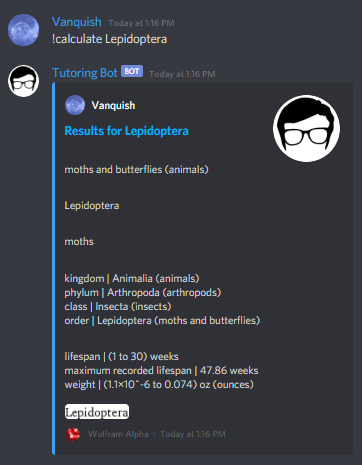 Vanquish Today at 1:16 PM
!calculate Lepidoptera
Tutoring Bot BOT Today at 1:16 PM
Vanquish
Results for Lepidoptera
moths and butterflies (animals)
Lepidoptera
moths
kingdom | Animalia (animals)
phylum | Arthropoda (arthropods)
class | Insecta (insects)
order | Lepidoptera (moths and butterflies)
lifespan | (1 to 30) weeks
maximum recorded lifespan | 47.86 weeks
weight | (1.1×10^-6 to 0.074) oz (ounces)
Lepidoptera
Wolfram Alpha • Today at 1:16 PM